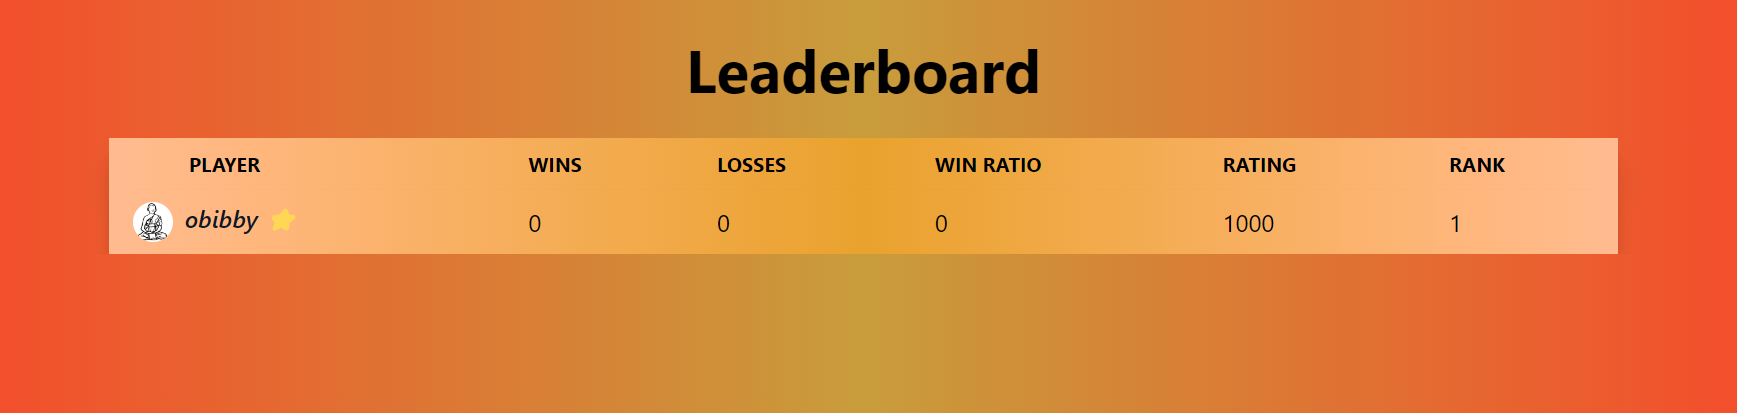 Leaderboard
PLAYER WINS LOSSES WIN RATIO RATING RANK
obibby 0 0 0 1000 1